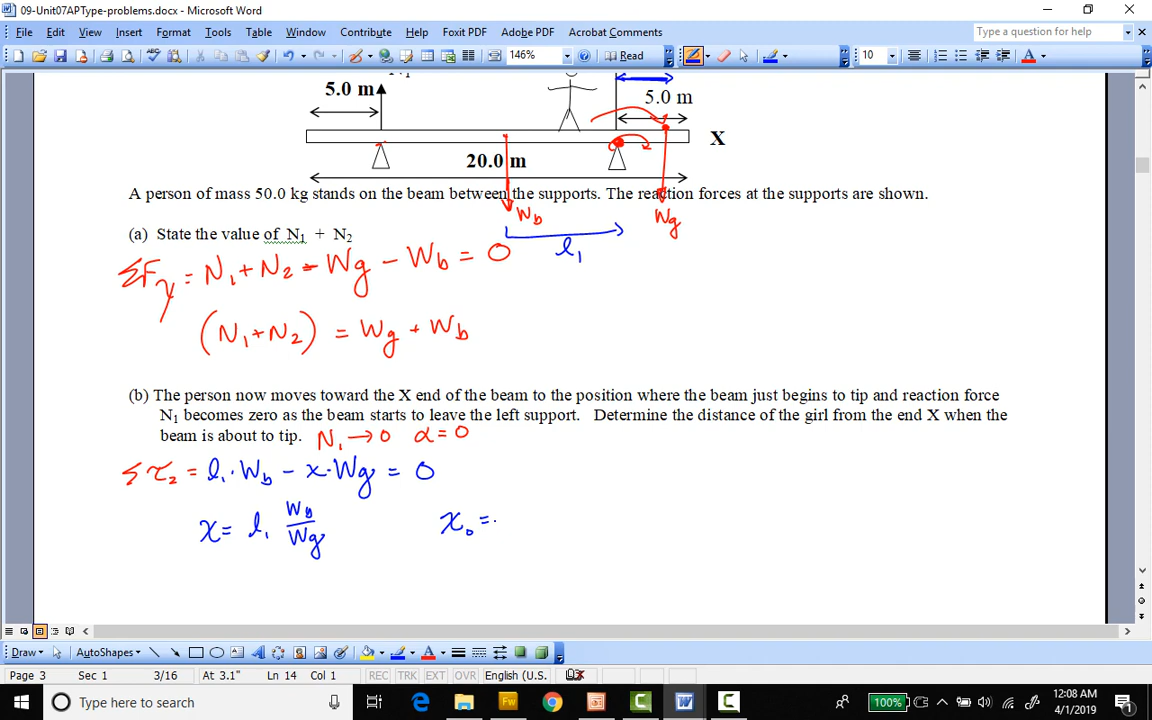 09-Unit07APType-problems.docx - Microsoft Word
File Edit View Insert Format Tools Table Window Contribute Help Foxit PDF Adobe PDF Acrobat Comments
Type a question for help
146% Read 10
5.0 m
5.0 m
X
20.0 m
A person of mass 50.0 kg stands on the beam between the supports. The reaction forces at the supports are shown.
Wb Wg
(a) State the value of N1 + N2
l1
ΣFy = N1 + N2 - Wg - Wb = 0
(N1+N2) = Wg + Wb
(b) The person now moves toward the X end of the beam to the position where the beam just begins to tip and reaction force
N1 becomes zero as the beam starts to leave the left support. Determine the distance of the girl from the end X when the
beam is about to tip. N1 → 0 α = 0
Στ2 = l1 · Wb - x · Wg = 0
x = l1 Wb/Wg x0 =
Draw AutoShapes
Page 3 Sec 1 3/16 At 3.1" Ln 14 Col 1 REC TRK EXT OVR English (U.S.
Type here to search
100%
12:08 AM
4/1/2019
1